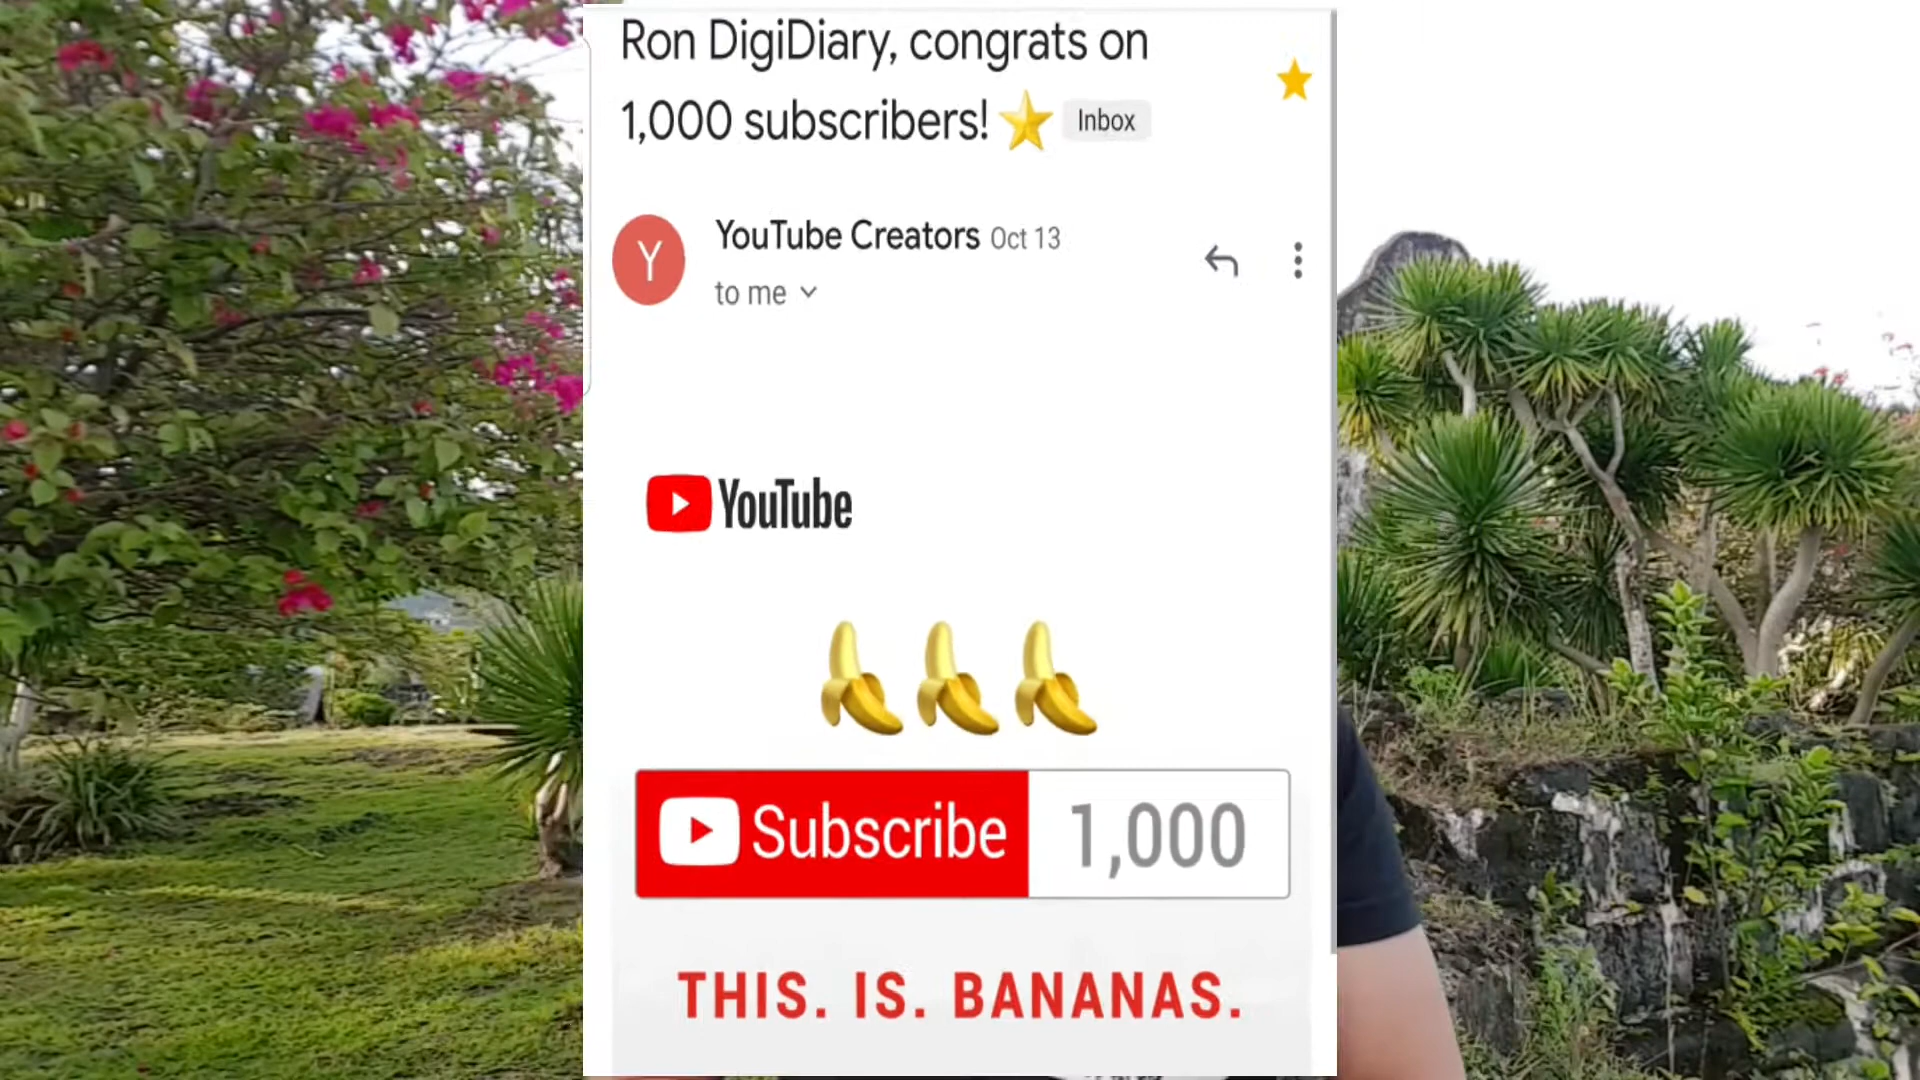 Ron DigiDiary, congrats on
1,000 subscribers! Inbox
Y
YouTube Creators Oct 13
to me
YouTube
Subscribe 1,000
THIS. IS. BANANAS.